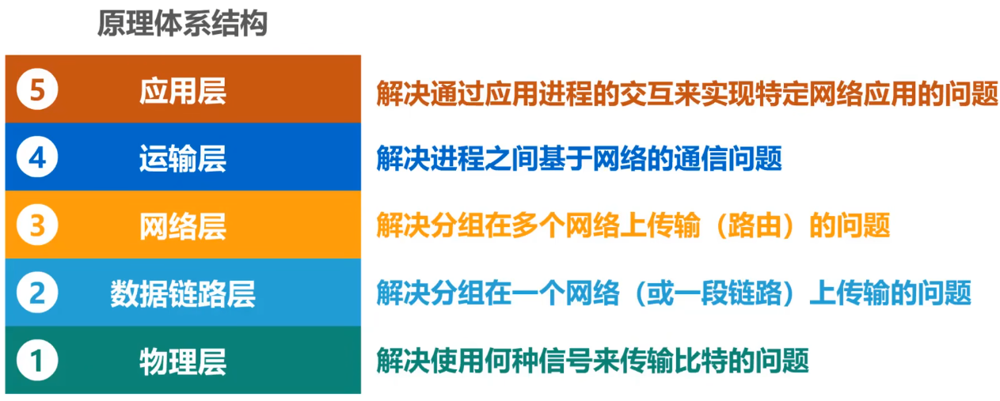 原理体系结构
5 应用层 解决通过应用进程的交互来实现特定网络应用的问题
4 运输层 解决进程之间基于网络的通信问题
3 网络层 解决分组在多个网络上传输（路由）的问题
2 数据链路层 解决分组在一个网络（或一段链路）上传输的问题
1 物理层 解决使用何种信号来传输比特的问题